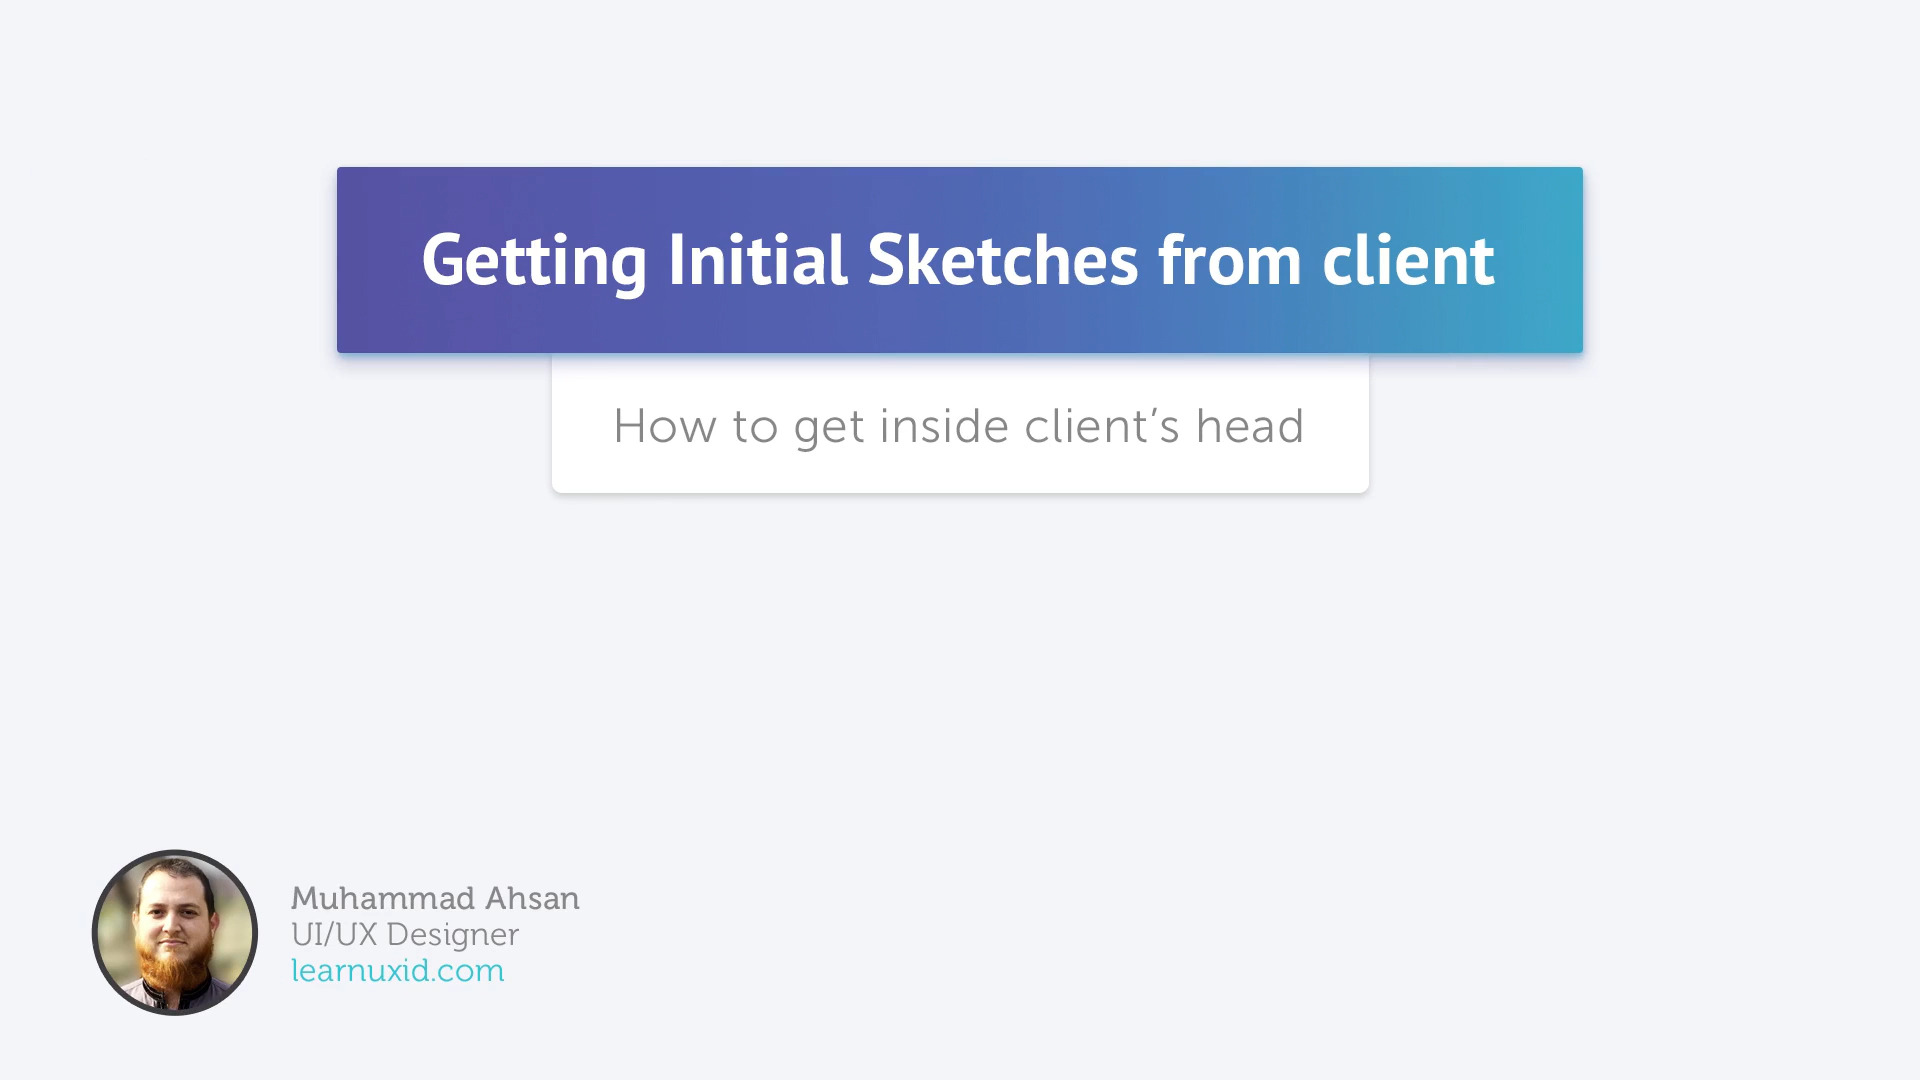 Getting Initial Sketches from client
How to get inside client’s head
Muhammad Ahsan
UI/UX Designer
learnuxid.com